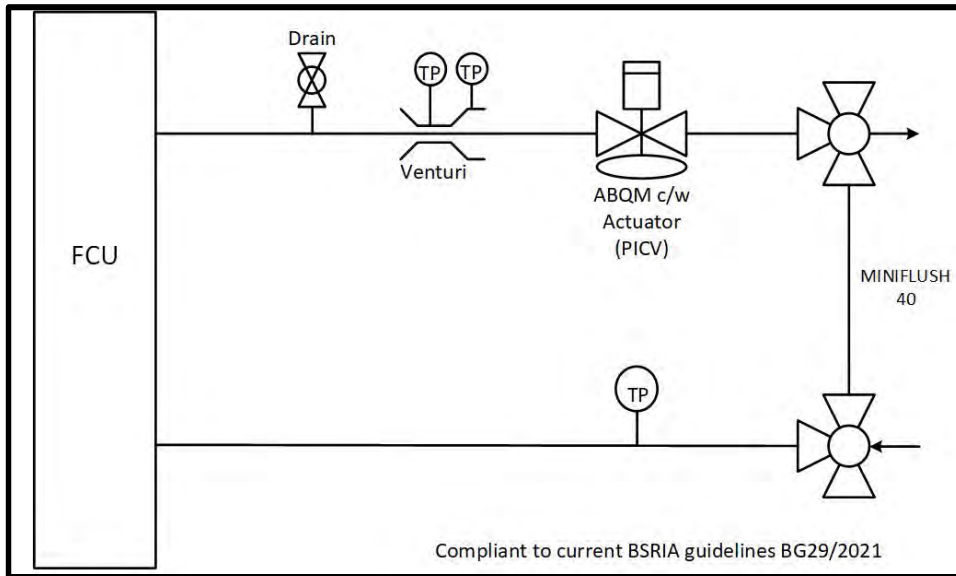 Drain
TP
TP
Venturi
ABQM c/w
Actuator
(PICV)
FCU
MINIFLUSH
40
TP
Compliant to current BSRIA guidelines BG29/2021